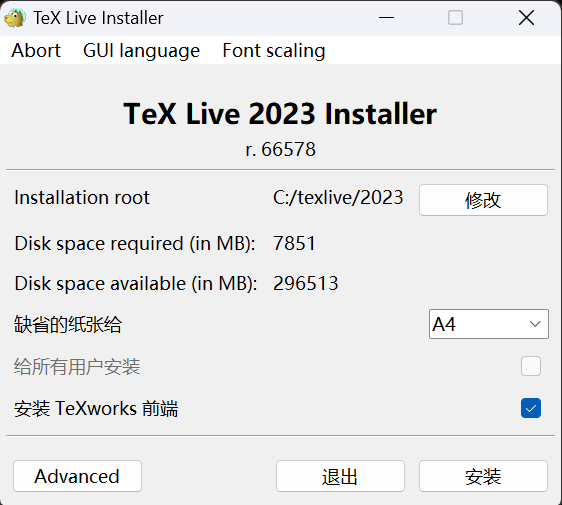 TeX Live Installer
Abort GUI language Font scaling
TeX Live 2023 Installer
r. 66578
Installation root C:/texlive/2023 修改
Disk space required (in MB): 7851
Disk space available (in MB): 296513
缺省的纸张给 A4
给所有用户安装
安装 TeXworks 前端
Advanced 退出 安装